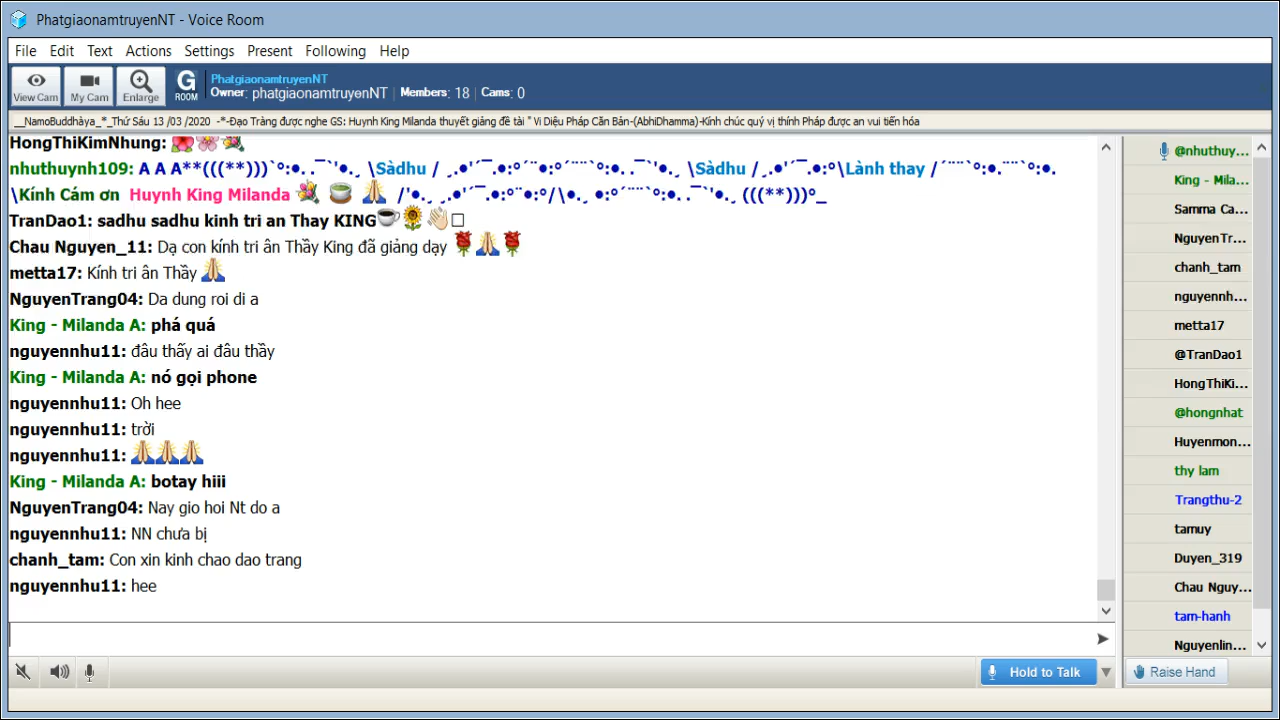 PhatgiaonamtruyenNT - Voice Room
File Edit Text Actions Settings Present Following Help
View Cam My Cam Enlarge G ROOM PhatgiaonamtruyenNT
Owner: phatgiaonamtruyenNT Members: 18 Cams: 0
__NamoBuddhàya_*_Thứ Sáu 13 /03 /2020 -*-Đạo Tràng được nghe GS: Huynh King Milanda thuyết giảng đề tài " Vi Diệu Pháp Căn Bản-(AbhiDhamma)-Kính chúc quý vị thính Pháp được an vui tiến hóa
HongThiKimNhung:
nhuthuynh109: A A A**(((**)))`°:•. .¯`'•.¸ \Sàdhu / ¸.•'´¯.•:°´¨•:°´¨¨`°:•. .¯`'•.¸ \Sàdhu /¸.•'´¯.•:°\Lành thay /´¨¨`°:•.¨¨`°:•.
\Kính Cám ơn Huynh King Milanda /'•.¸ ¸.•'´¯.•:°¨•:°/\•.¸ •:°´¨¨`°:•. .¯`'•.¸ (((**)))°_
TranDao1: sadhu sadhu kinh tri an Thay KING
Chau Nguyen_11: Dạ con kính tri ân Thầy King đã giảng dạy
metta17: Kính tri ân Thầy
NguyenTrang04: Da dung roi di a
King - Milanda A: phá quá
nguyennhu11: đâu thấy ai đâu thầy
King - Milanda A: nó gọi phone
nguyennhu11: Oh hee
nguyennhu11: trời
nguyennhu11:
King - Milanda A: botay hiii
NguyenTrang04: Nay gio hoi Nt do a
nguyennhu11: NN chưa bị
chanh_tam: Con xin kinh chao dao trang
nguyennhu11: hee
@nhuthuy...
King - Mila...
Samma Ca...
NguyenTr...
chanh_tam
nguyennh...
metta17
@TranDao1
HongThiKi...
@hongnhat
Huyenmon...
thy lam
Trangthu-2
tamuy
Duyen_319
Chau Nguy...
tam-hanh
Nguyenlin...
Hold to Talk
Raise Hand